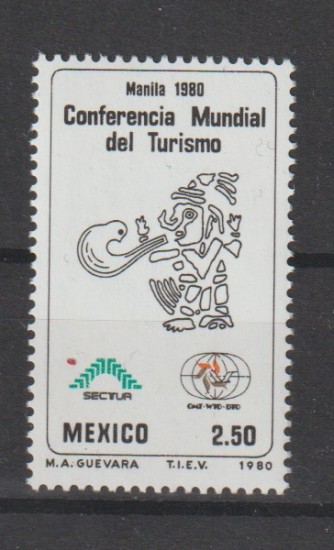 Manila 1980
Conferencia Mundial
del Turismo
SECTUR
OMT-WTO-BTO
MEXICO 2.50
M.A. GUEVARA T.I.E.V. 1980